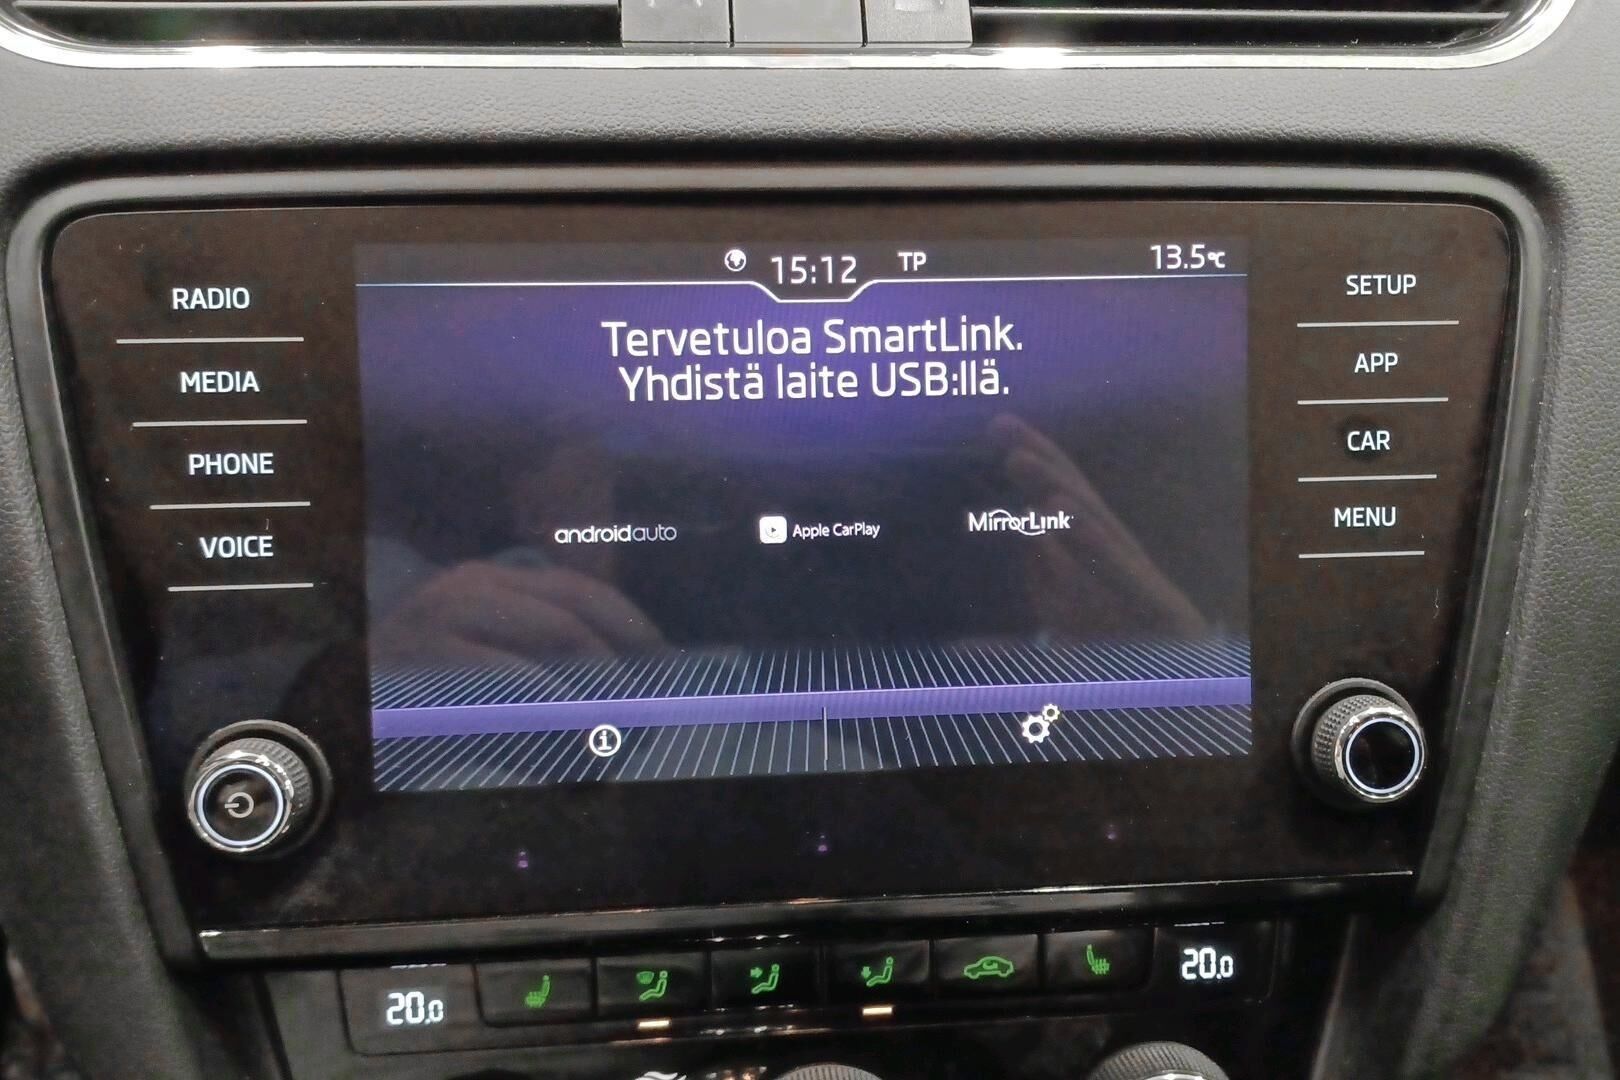 15:12 TP 13.5°C
RADIO
MEDIA
PHONE
VOICE
Tervetuloa SmartLink.
Yhdistä laite USB:llä.
androidauto Apple CarPlay MirrorLink
SETUP
APP
CAR
MENU
20.0 20.0